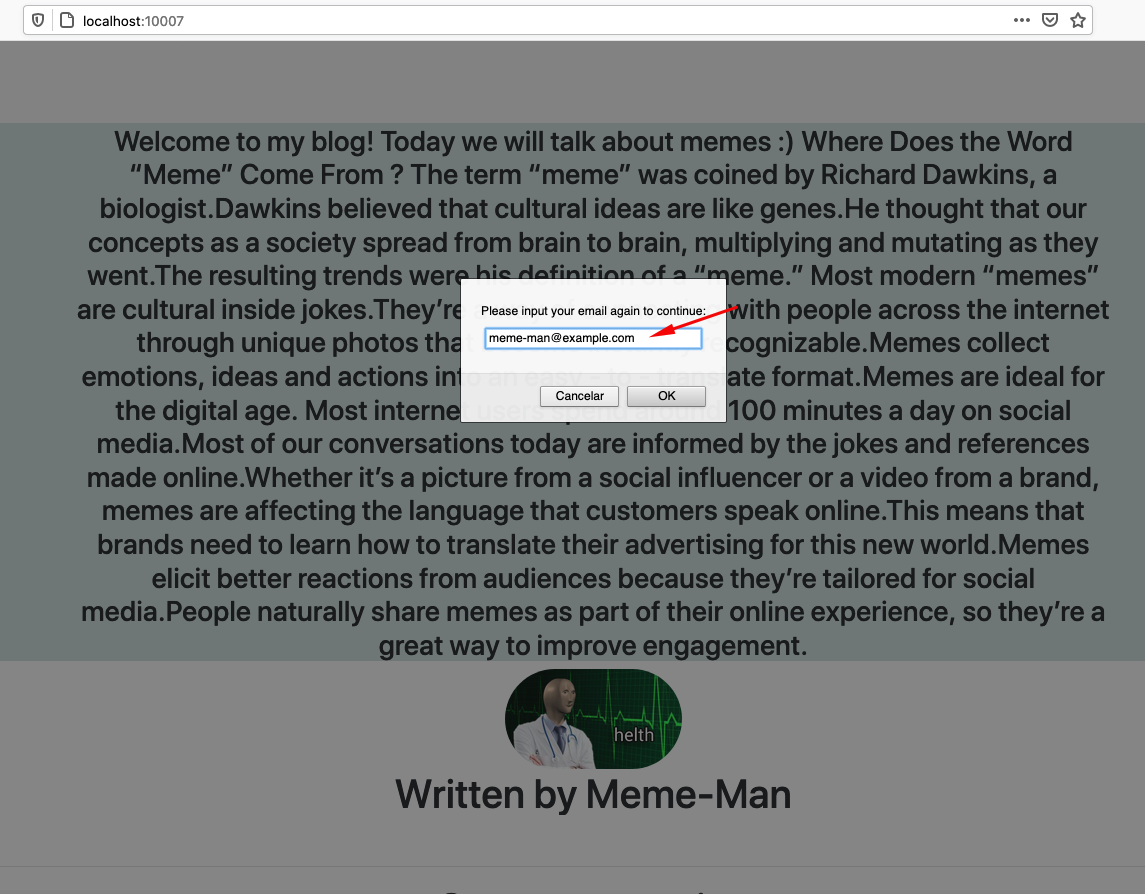 localhost:10007
Welcome to my blog! Today we will talk about memes :) Where Does the Word
“Meme” Come From ? The term “meme” was coined by Richard Dawkins, a
biologist.Dawkins believed that cultural ideas are like genes.He thought that our
concepts as a society spread from brain to brain, multiplying and mutating as they
went.The resulting trends were his definition of a “meme.” Most modern “memes”
are cultural inside jokes.They’re with people across the internet
Please input your email again to continue:
through unique photos that recognizable.Memes collect
meme-man@example.com
emotions, ideas and actions into an easy - to - translate format.Memes are ideal for
Cancelar OK
the digital age. Most internet users spend around 100 minutes a day on social
media.Most of our conversations today are informed by the jokes and references
made online.Whether it’s a picture from a social influencer or a video from a brand,
memes are affecting the language that customers speak online.This means that
brands need to learn how to translate their advertising for this new world.Memes
elicit better reactions from audiences because they’re tailored for social
media.People naturally share memes as part of their online experience, so they’re a
great way to improve engagement.
helth
Written by Meme-Man